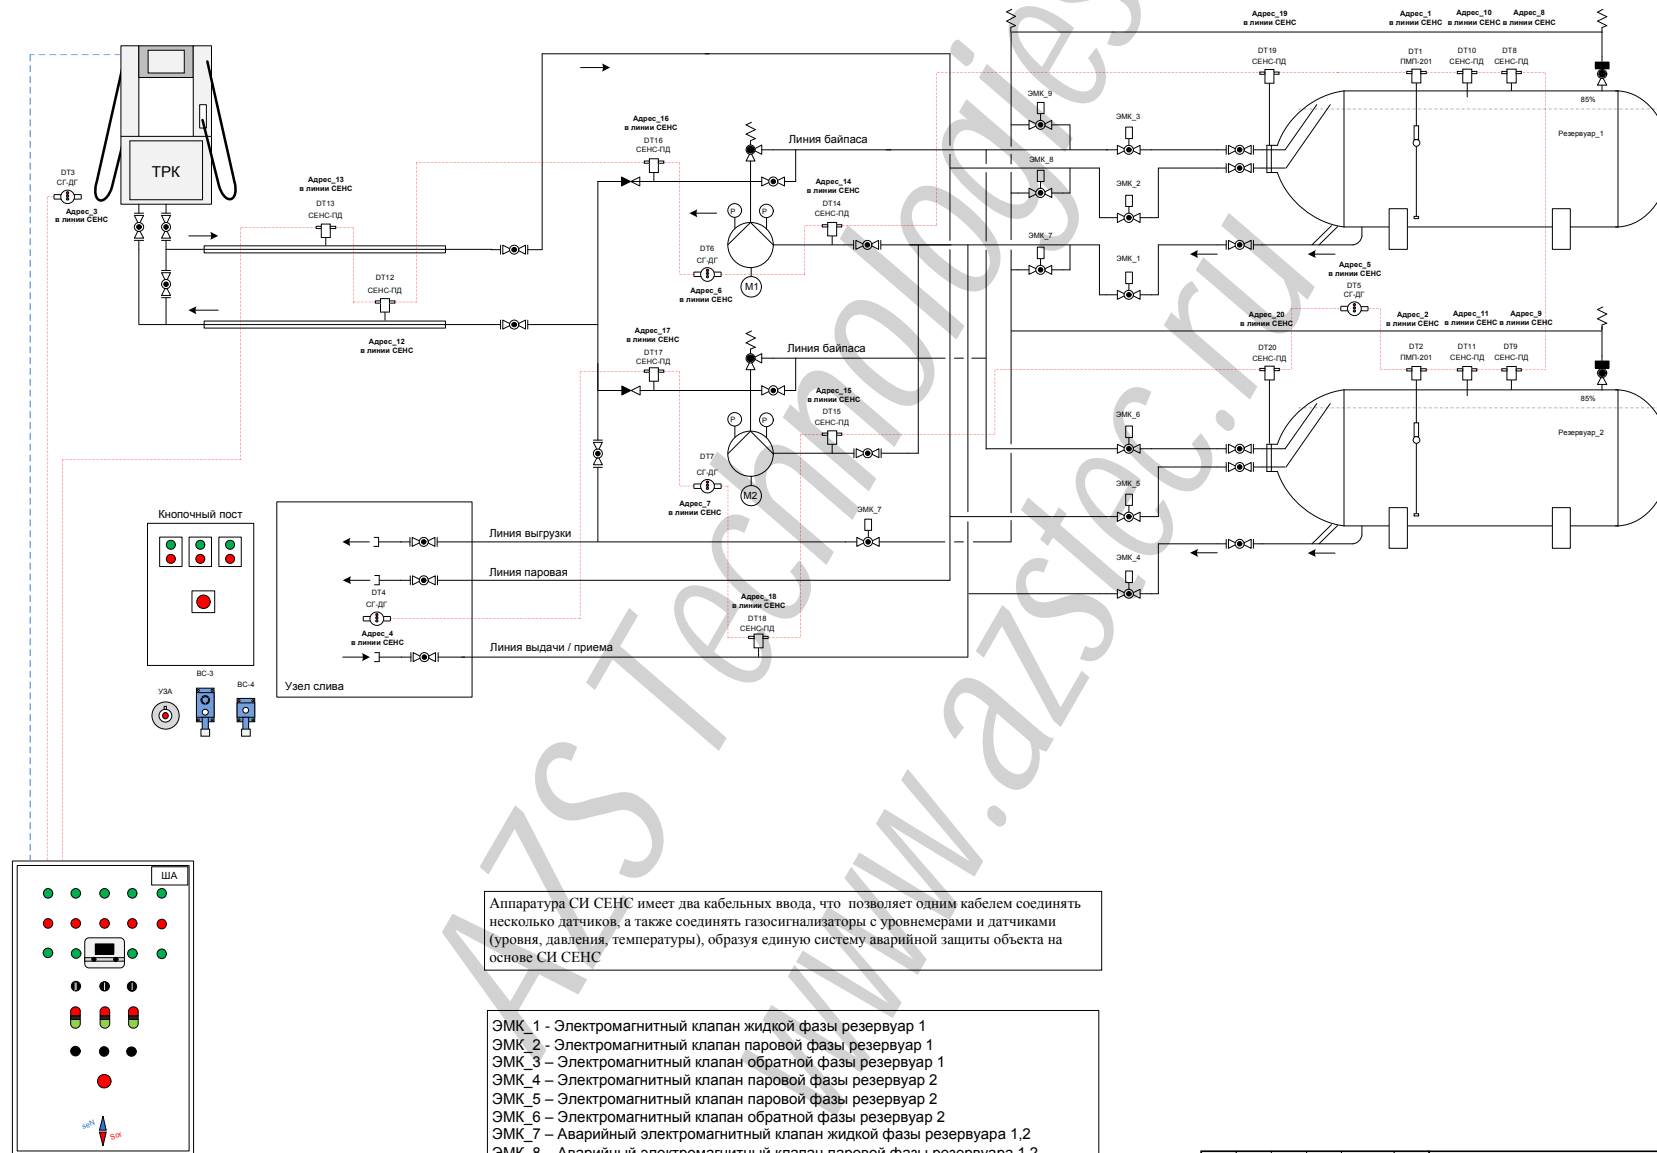 Адрес_19
в линии СЕНС
Адрес_1
в линии СЕНС
Адрес_10
в линии СЕНС
Адрес_8
в линии СЕНС
DT19
СЕНС-ПД
DT1
ПМП-201
DT10
СЕНС-ПД
DT8
СЕНС-ПД
85%
Резервуар_1
ЭМК_9
ЭМК_3
ЭМК_8
ЭМК_2
ЭМК_7
ЭМК_1
Адрес_16
в линии СЕНС
DT16
СЕНС-ПД
Линия байпаса
ТРК
DT3
СГ-ДГ
Адрес_3
в линии СЕНС
Адрес_13
в линии СЕНС
DT13
СЕНС-ПД
Адрес_14
в линии СЕНС
DT14
СЕНС-ПД
P
P
DT6
СГ-ДГ
Адрес_6
в линии СЕНС
M1
DT12
СЕНС-ПД
Адрес_12
в линии СЕНС
Адрес_5
в линии СЕНС
DT5
СГ-ДГ
Адрес_20
в линии СЕНС
Адрес_2
в линии СЕНС
Адрес_11
в линии СЕНС
Адрес_9
в линии СЕНС
DT20
СЕНС-ПД
DT2
ПМП-201
DT11
СЕНС-ПД
DT9
СЕНС-ПД
85%
Резервуар_2
Адрес_17
в линии СЕНС
DT17
СЕНС-ПД
Линия байпаса
Адрес_15
в линии СЕНС
DT15
СЕНС-ПД
P
P
DT7
СГ-ДГ
Адрес_7
в линии СЕНС
M2
ЭМК_6
ЭМК_5
ЭМК_7
ЭМК_4
Кнопочный пост
Линия выгрузки
Линия паровая
DT4
СГ-ДГ
Адрес_4
в линии СЕНС
Адрес_18
в линии СЕНС
DT18
СЕНС-ПД
Линия выдачи / приема
Узел слива
УЗА
ВС-3
ВС-4
ША
seN
Sor
Аппаратура СИ СЕНС имеет два кабельных ввода, что позволяет одним кабелем соединять
несколько датчиков, а также соединять газосигнализаторы с уровнемерами и датчиками
(уровня, давления, температуры), образуя единую систему аварийной защиты объекта на
основе СИ СЕНС
ЭМК_1 - Электромагнитный клапан жидкой фазы резервуар 1
ЭМК_2 - Электромагнитный клапан паровой фазы резервуар 1
ЭМК_3 – Электромагнитный клапан обратной фазы резервуар 1
ЭМК_4 – Электромагнитный клапан паровой фазы резервуар 2
ЭМК_5 – Электромагнитный клапан паровой фазы резервуар 2
ЭМК_6 – Электромагнитный клапан обратной фазы резервуар 2
ЭМК_7 – Аварийный электромагнитный клапан жидкой фазы резервуара 1,2
ЭМК_8 – Аварийный электромагнитный клапан паровой фазы резервуара 1,2
AZS Technologies
www.azstec.ru